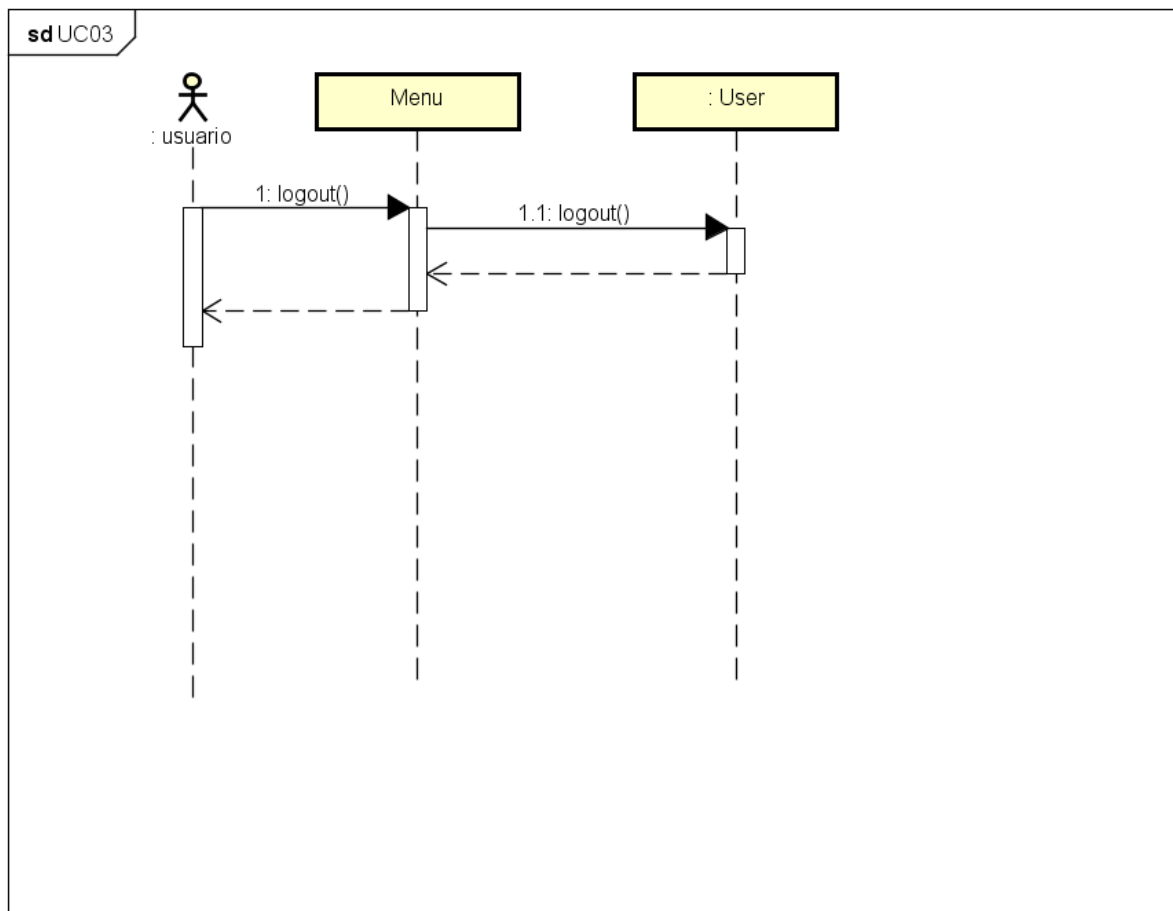 sd UC03
Menu
: User
: usuario
1: logout()
1.1: logout()